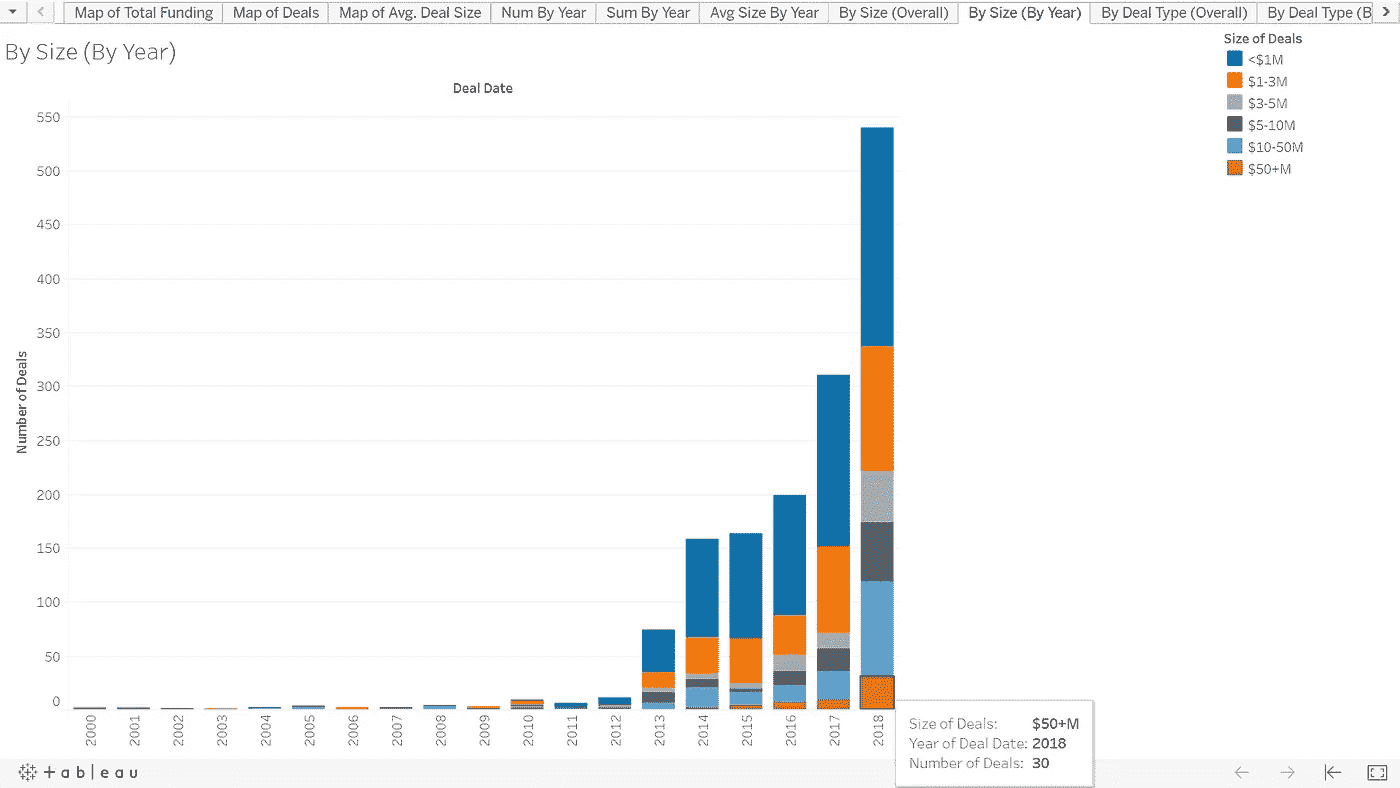 Map of Total Funding
Map of Deals
Map of Avg. Deal Size
Num By Year
Sum By Year
Avg Size By Year
By Size (Overall)
By Size (By Year)
By Deal Type (Overall)
By Deal Type (B
By Size (By Year)
Size of Deals
<$1M
$1-3M
$3-5M
$5-10M
$10-50M
$50+M
Deal Date
Number of Deals
550
500
450
400
350
300
250
200
150
100
50
0
2000
2001
2002
2003
2004
2005
2006
2007
2008
2009
2010
2011
2012
2013
2014
2015
2016
2017
2018
Size of Deals: $50+M
Year of Deal Date: 2018
Number of Deals: 30
+ableau